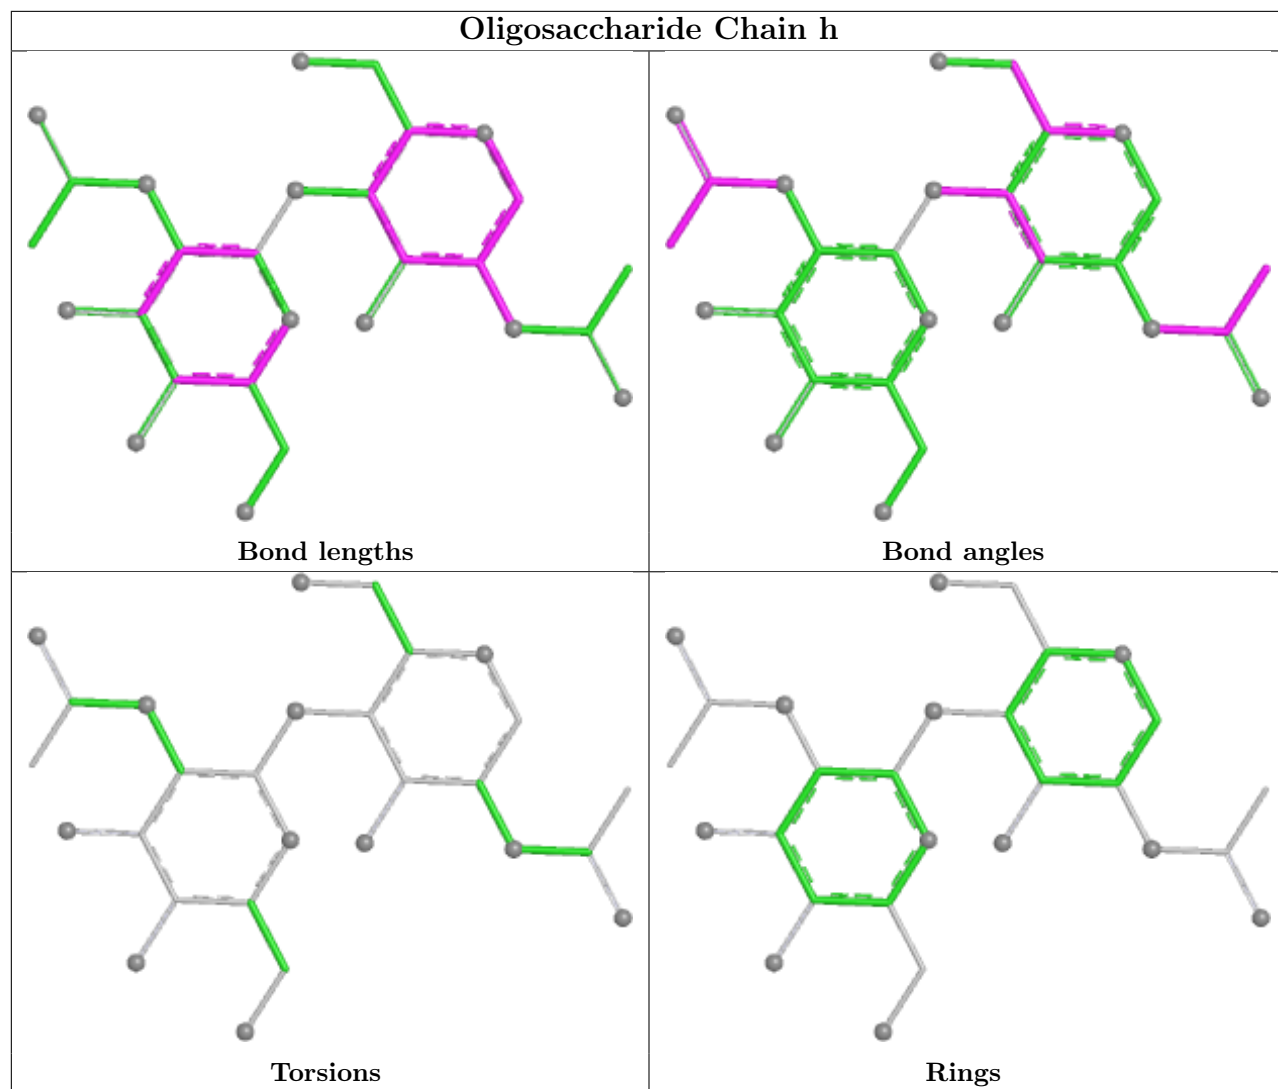 Oligosaccharide Chain h
Bond lengths
Bond angles
Torsions
Rings